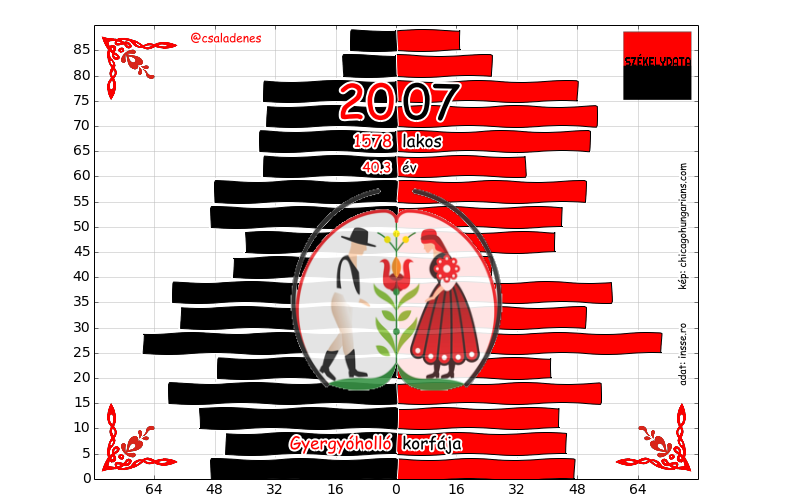 @csaladenes
SZÉKELYDATA
2007
1578 lakos
40.3 év
kép: chicagohungarians.com
adat: insse.ro
Gyergyóholló korfája
85
80
75
70
65
60
55
50
45
40
35
30
25
20
15
10
5
0
64 48 32 16 0 16 32 48 64